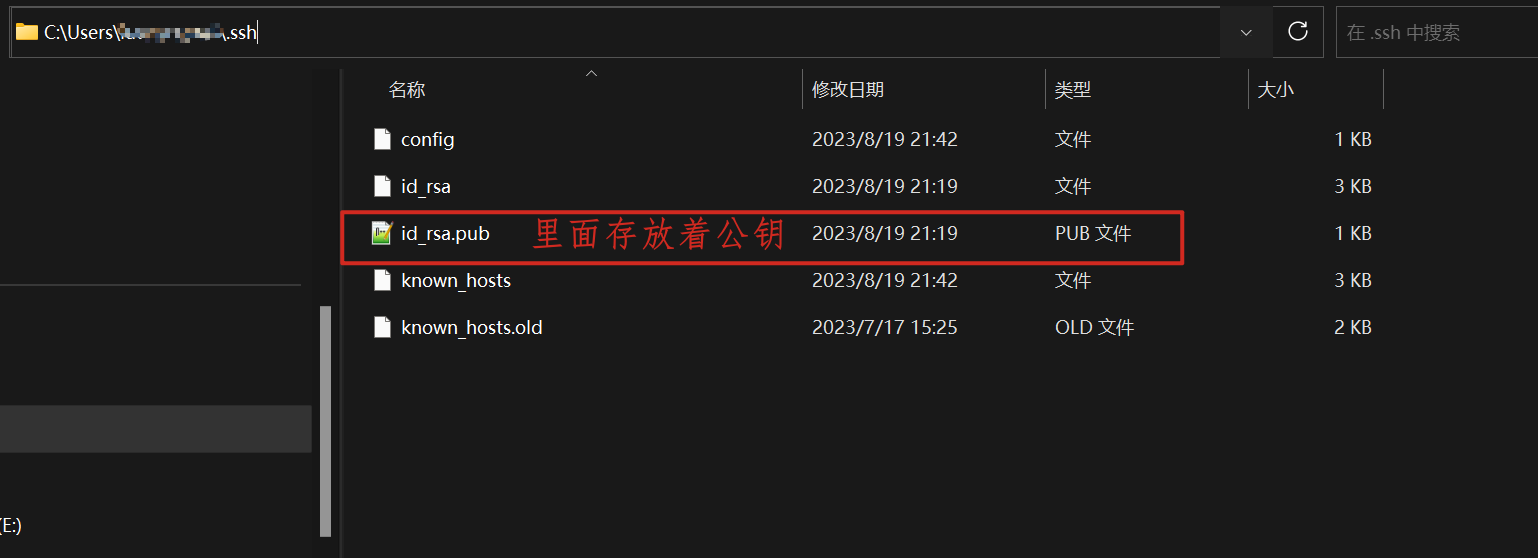 C:\Users\ \.ssh
在 .ssh 中搜索
名称 修改日期 类型 大小
config 2023/8/19 21:42 文件 1 KB
id_rsa 2023/8/19 21:19 文件 3 KB
id_rsa.pub 里面存放着公钥 2023/8/19 21:19 PUB 文件 1 KB
known_hosts 2023/8/19 21:42 文件 3 KB
known_hosts.old 2023/7/17 15:25 OLD 文件 2 KB
(E:)